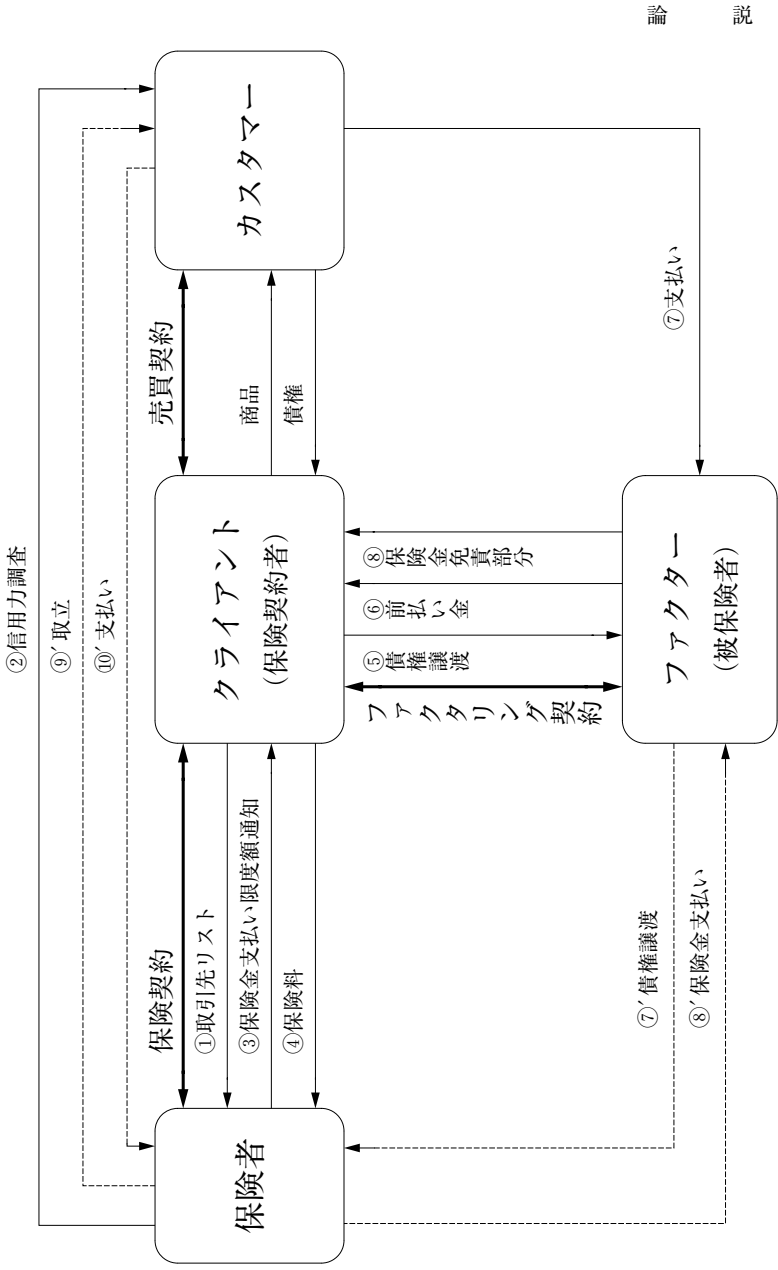 論説
②信用力調査
⑨′取立
⑩′支払い
保険者
保険契約
①取引先リスト
③保険金支払い限度額通知
④保険料
クライアント
(保険契約者)
売買契約
商品
債権
カスタマー
ファクタリング契約
⑤債権譲渡
⑥前払い金
⑧保険金免責部分
⑦支払い
ファクター
(被保険者)
⑦′債権譲渡
⑧′保険金支払い